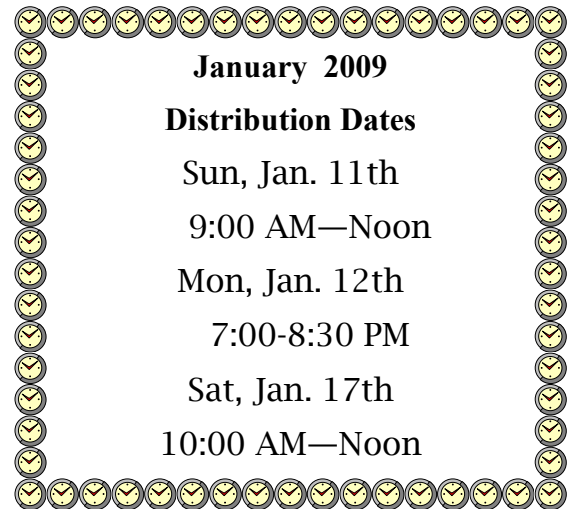 January 2009
Distribution Dates
Sun, Jan. 11th
9:00 AM—Noon
Mon, Jan. 12th
7:00-8:30 PM
Sat, Jan. 17th
10:00 AM—Noon